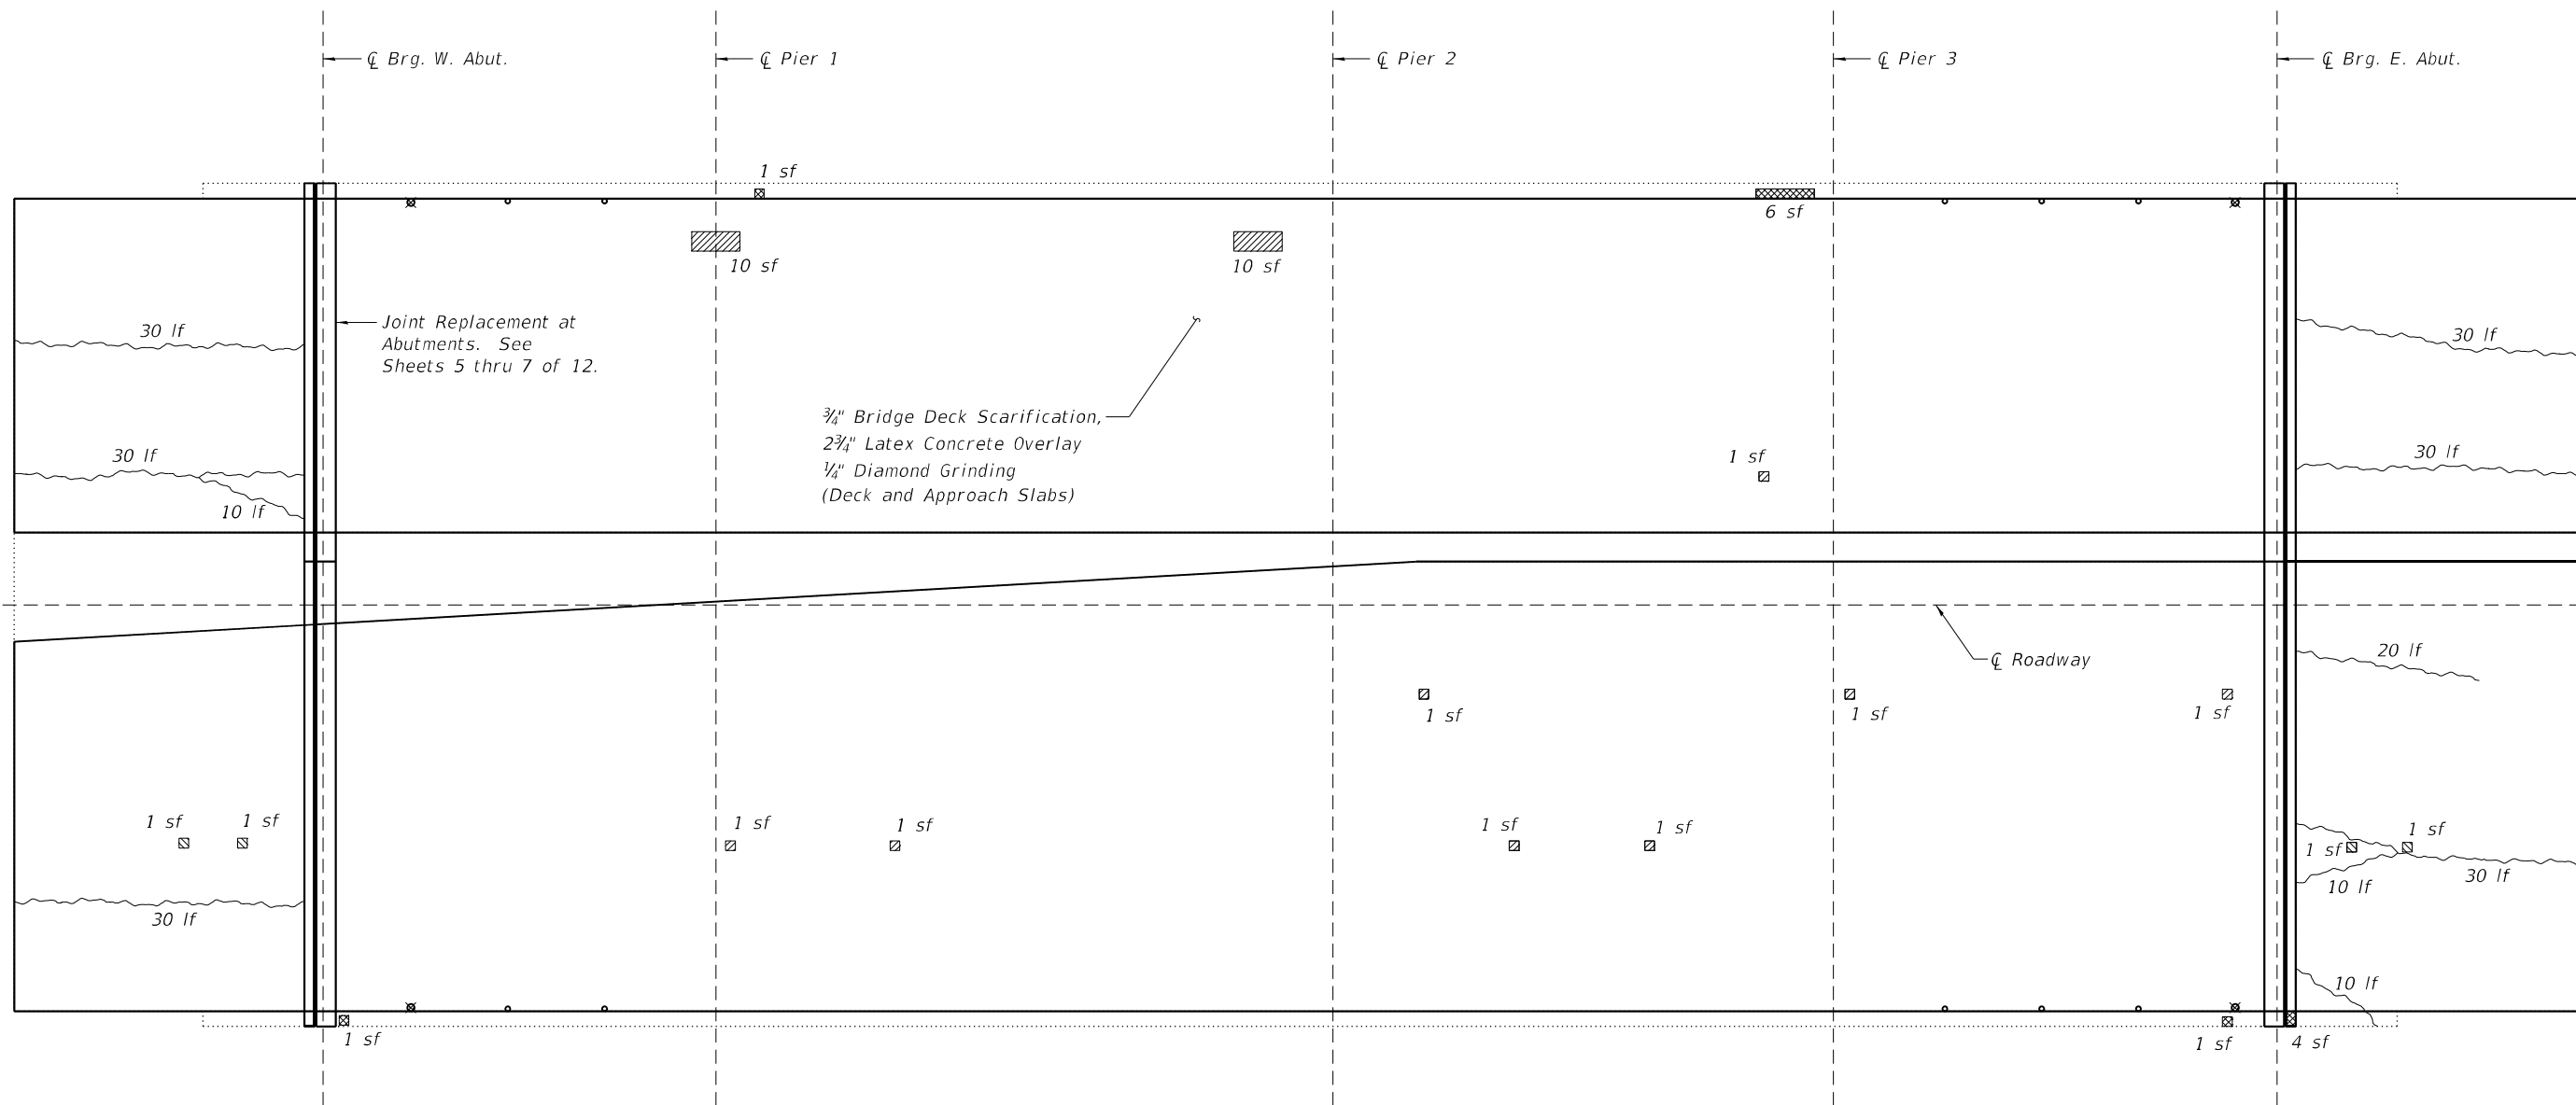 ℄ Brg. W. Abut.
℄ Pier 1
℄ Pier 2
℄ Pier 3
℄ Brg. E. Abut.
1 sf
6 sf
10 sf
10 sf
30 lf
Joint Replacement at
Abutments. See
Sheets 5 thru 7 of 12.
30 lf
¾" Bridge Deck Scarification,
2¾" Latex Concrete Overlay
¼" Diamond Grinding
(Deck and Approach Slabs)
30 lf
10 lf
1 sf
30 lf
℄ Roadway
20 lf
1 sf
1 sf
1 sf
1 sf
1 sf
1 sf
1 sf
1 sf
1 sf
1 sf
1 sf
10 lf
30 lf
30 lf
10 lf
1 sf
1 sf
4 sf